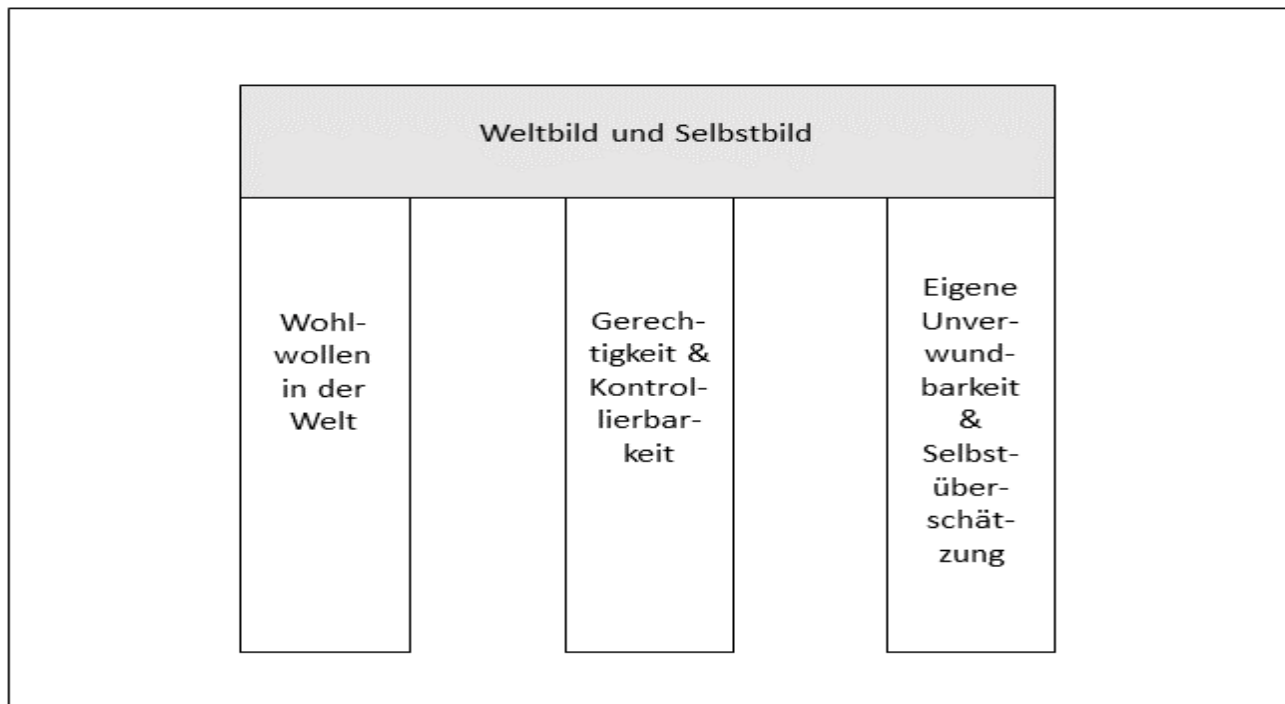 Weltbild und Selbstbild
Wohl-
wollen
in der
Welt
Gerech-
tigkeit &
Kontrol-
lierbar-
keit
Eigene
Unver-
wund-
barkeit
&
Selbst-
über-
schät-
zung